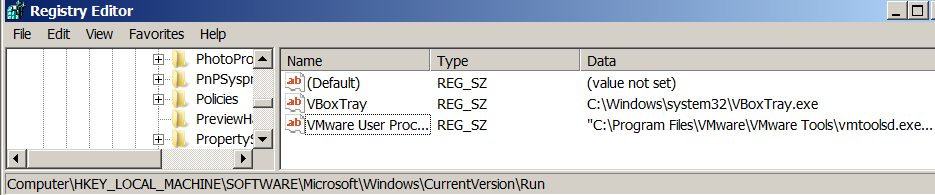 Registry Editor
File Edit View Favorites Help
PhotoPro
PnPSyspr
Policies
PreviewHa
PropertyS
Name Type Data
(Default) REG_SZ (value not set)
VBoxTray REG_SZ C:\Windows\system32\VBoxTray.exe
VMware User Proc... REG_SZ "C:\Program Files\VMware\VMware Tools\vmtoolsd.exe...
Computer\HKEY_LOCAL_MACHINE\SOFTWARE\Microsoft\Windows\CurrentVersion\Run